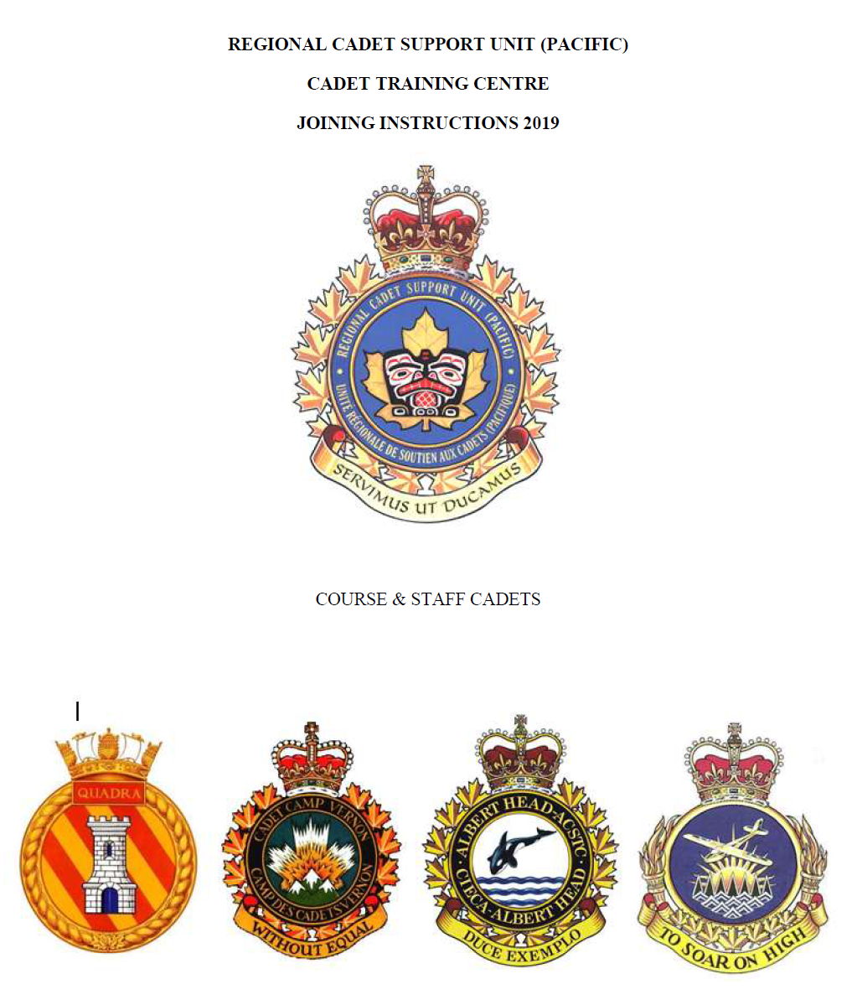 REGIONAL CADET SUPPORT UNIT (PACIFIC)
CADET TRAINING CENTRE
JOINING INSTRUCTIONS 2019
REGIONAL CADET SUPPORT UNIT (PACIFIC)
UNITÉ RÉGIONALE DE SOUTIEN AUX CADETS (PACIFIQUE)
SERVIMUS UT DUCAMUS
COURSE & STAFF CADETS
QUADRA
CADET CAMP VERNON
CAMP DES CADETS VERNON
WITHOUT EQUAL
ALBERT HEAD-ACSTC
CIEECA-ALBERT HEAD
DUCE EXEMPLO
TO SOAR ON HIGH